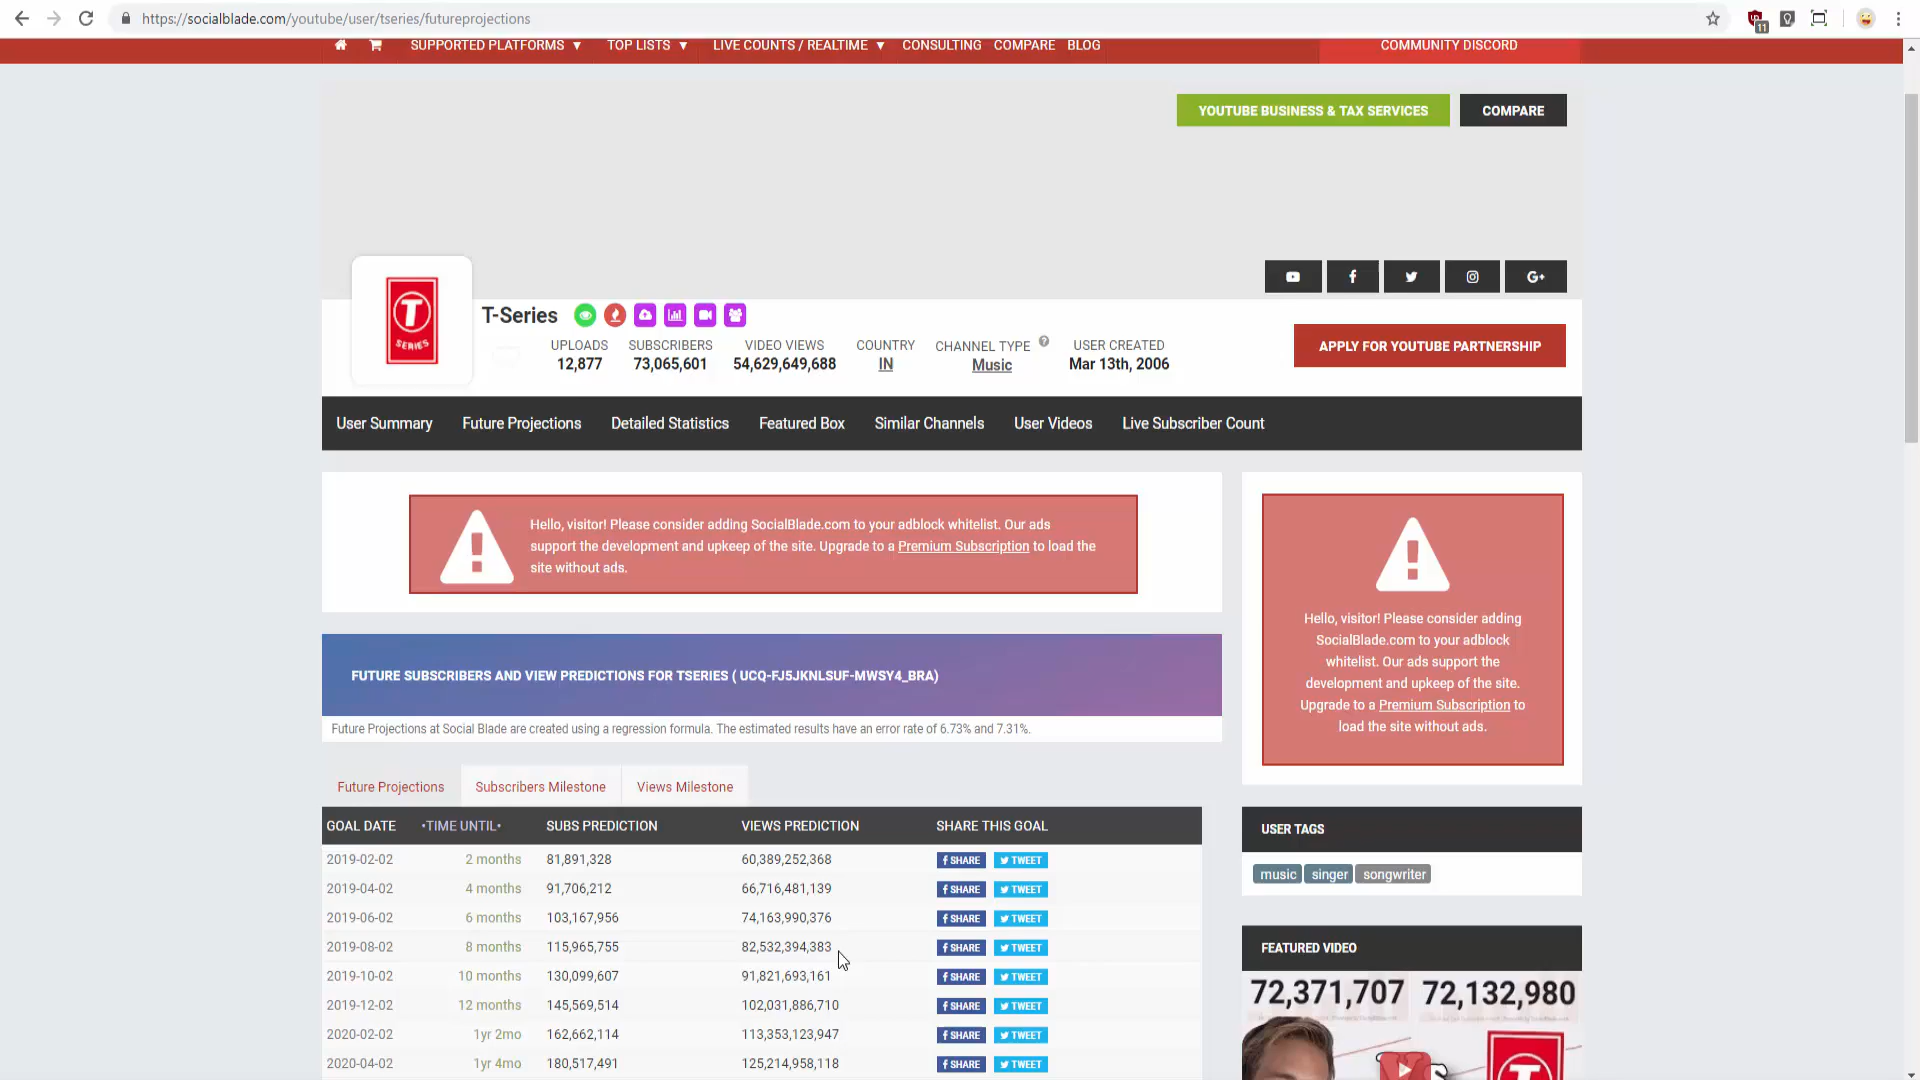 https://socialblade.com/youtube/user/tseries/futureprojections
11
SUPPORTED PLATFORMS ▼ TOP LISTS ▼ LIVE COUNTS / REALTIME ▼ CONSULTING COMPARE BLOG
COMMUNITY DISCORD
YOUTUBE BUSINESS & TAX SERVICES
COMPARE
T SERIES
T-Series
UPLOADS SUBSCRIBERS VIDEO VIEWS COUNTRY CHANNEL TYPE ? USER CREATED
12,877 73,065,601 54,629,649,688 IN Music Mar 13th, 2006
G+
APPLY FOR YOUTUBE PARTNERSHIP
User Summary Future Projections Detailed Statistics Featured Box Similar Channels User Videos Live Subscriber Count
Hello, visitor! Please consider adding SocialBlade.com to your adblock whitelist. Our ads
support the development and upkeep of the site. Upgrade to a Premium Subscription to load the
site without ads.
Hello, visitor! Please consider adding
SocialBlade.com to your adblock
whitelist. Our ads support the
development and upkeep of the site.
Upgrade to a Premium Subscription to
load the site without ads.
FUTURE SUBSCRIBERS AND VIEW PREDICTIONS FOR TSERIES ( UCQ-FJ5JKNLSUF-MWSY4_BRA)
Future Projections at Social Blade are created using a regression formula. The estimated results have an error rate of 6.73% and 7.31%.
Future Projections Subscribers Milestone Views Milestone
GOAL DATE •TIME UNTIL• SUBS PREDICTION VIEWS PREDICTION SHARE THIS GOAL
2019-02-02 2 months 81,891,328 60,389,252,368 SHARE TWEET
2019-04-02 4 months 91,706,212 66,716,481,139 SHARE TWEET
2019-06-02 6 months 103,167,956 74,163,990,376 SHARE TWEET
2019-08-02 8 months 115,965,755 82,532,394,383 SHARE TWEET
2019-10-02 10 months 130,099,607 91,821,693,161 SHARE TWEET
2019-12-02 12 months 145,569,514 102,031,886,710 SHARE TWEET
2020-02-02 1yr 2mo 162,662,114 113,353,123,947 SHARE TWEET
2020-04-02 1yr 4mo 180,517,491 125,214,958,118 SHARE TWEET
USER TAGS
music singer songwriter
FEATURED VIDEO
72,371,707 72,132,980